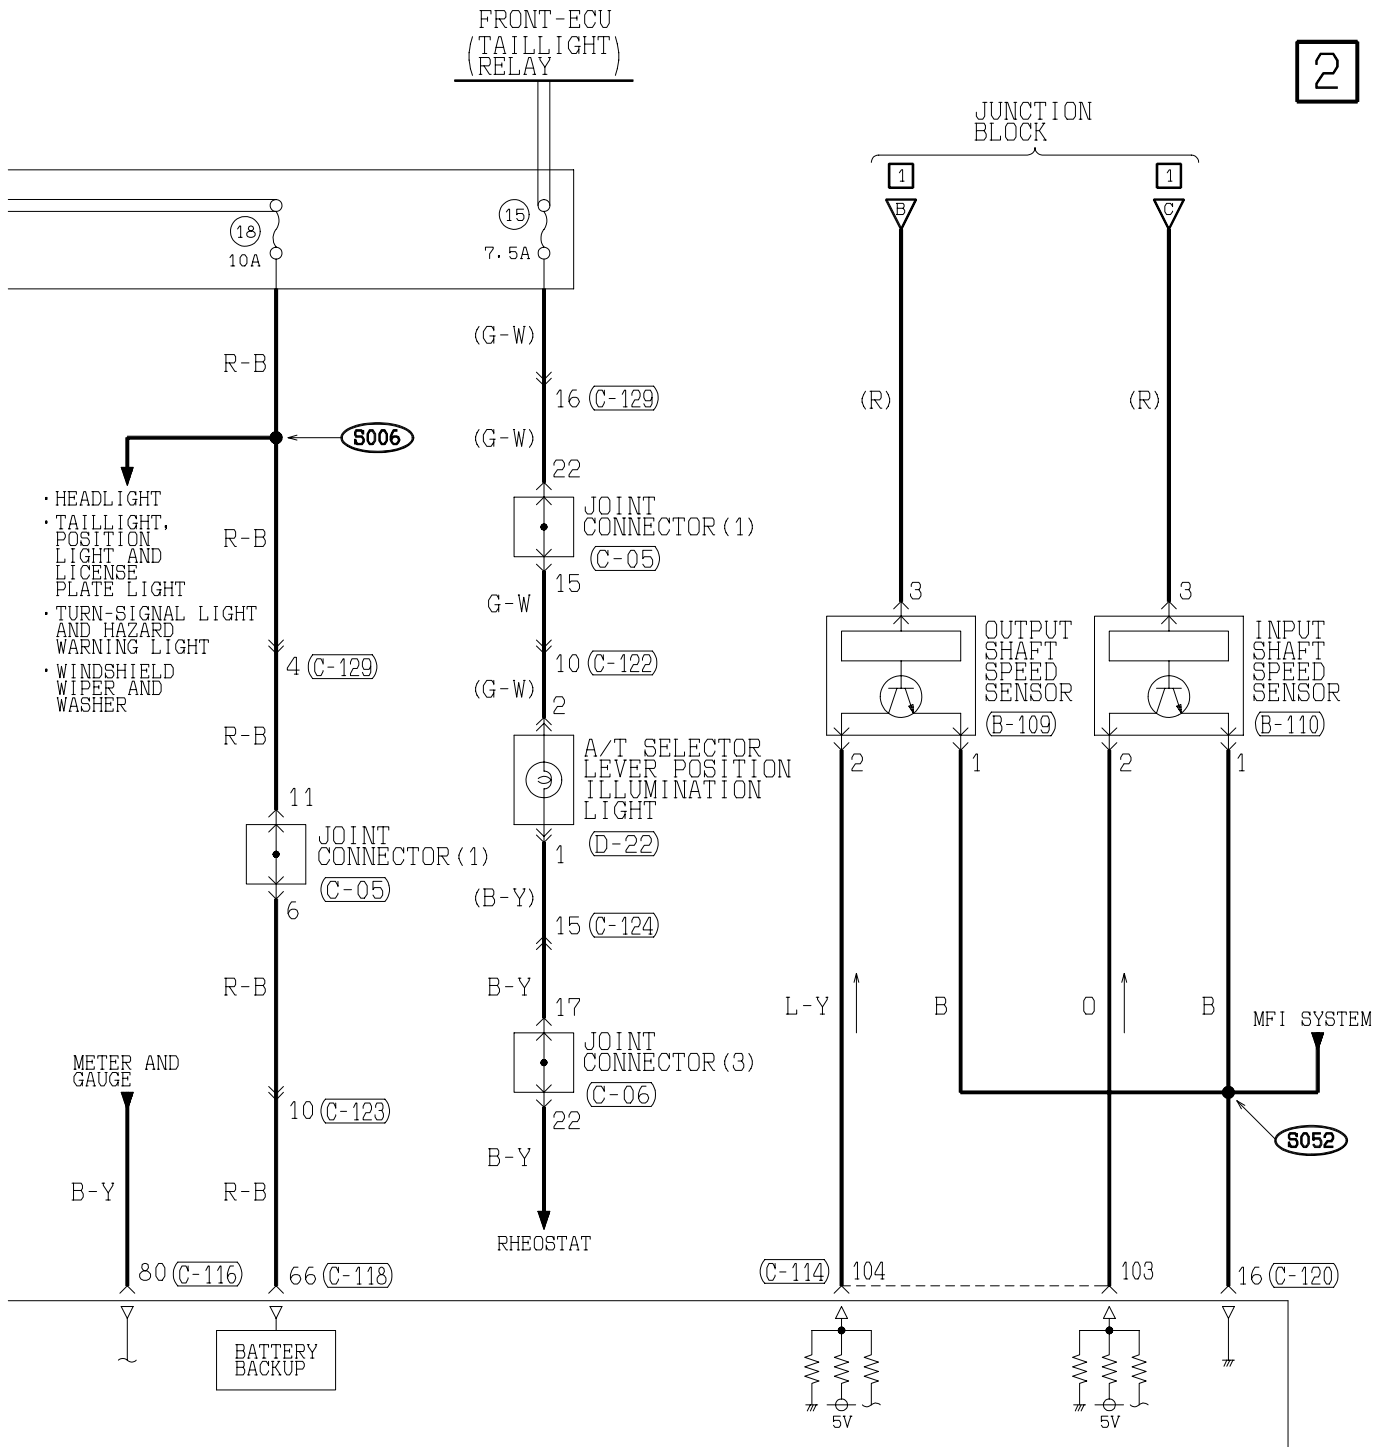 FRONT-ECU
(TAILLIGHT
RELAY)
2
JUNCTION
BLOCK
1
1
B
C
18
10A
15
7.5A
(G-W)
R-B
16 (C-129)
(R)
(R)
S006
(G-W)
22
JOINT
CONNECTOR(1)
(C-05)
15
· HEADLIGHT
· TAILLIGHT,
POSITION
LIGHT AND
LICENSE
PLATE LIGHT
· TURN-SIGNAL LIGHT
AND HAZARD
WARNING LIGHT
· WINDSHIELD
WIPER AND
WASHER
R-B
G-W
4 (C-129)
10 (C-122)
(G-W)
2
3
OUTPUT
SHAFT
SPEED
SENSOR
(B-109)
3
INPUT
SHAFT
SPEED
SENSOR
(B-110)
R-B
A/T SELECTOR
LEVER POSITION
ILLUMINATION
LIGHT
(D-22)
1
2
1
2
1
11
JOINT
CONNECTOR(1)
(C-05)
6
(B-Y)
15 (C-124)
R-B
B-Y
17
JOINT
CONNECTOR(3)
(C-06)
22
L-Y
B
O
B
MFI SYSTEM
S052
METER AND
GAUGE
10 (C-123)
B-Y
B-Y
R-B
RHEOSTAT
80 (C-116)
66 (C-118)
(C-114) 104
103
16 (C-120)
BATTERY
BACKUP
5V
5V